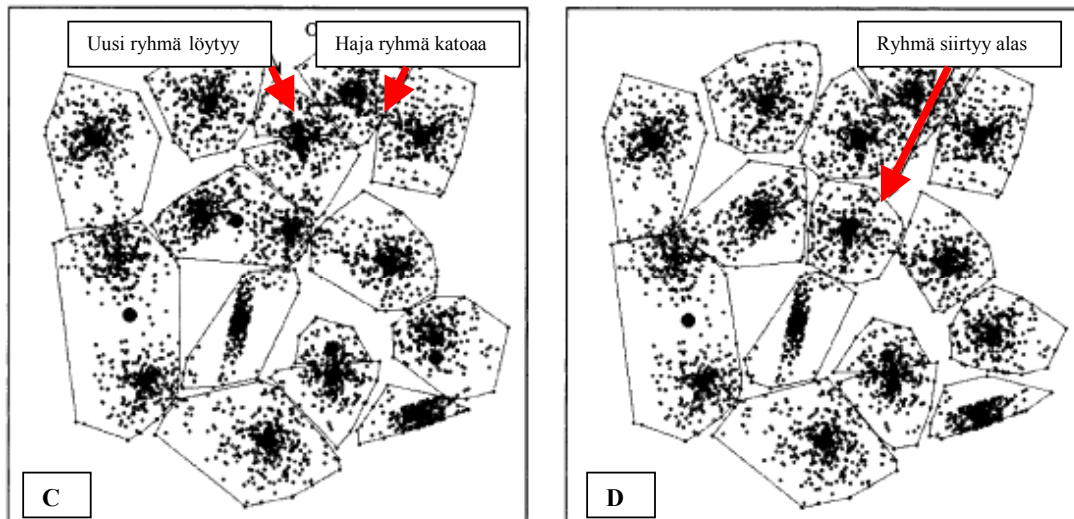 Uusi ryhmä löytyy
Haja ryhmä katoaa
C
Ryhmä siirtyy alas
D